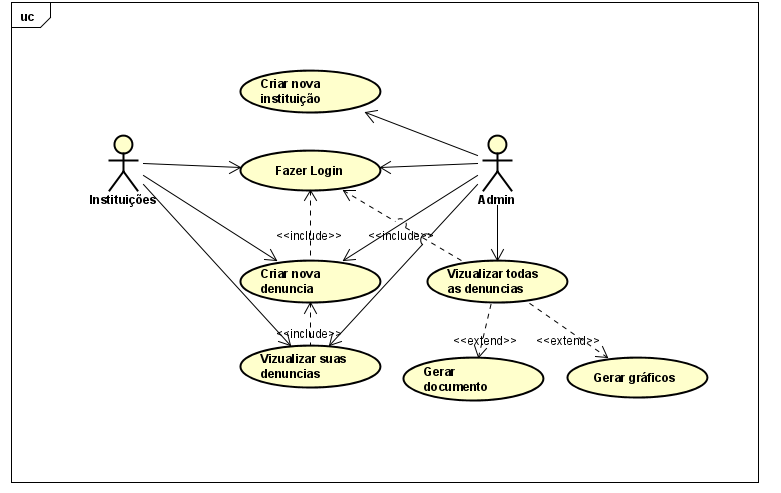 uc
Criar nova
instituição
Fazer Login
Instituições
Admin
<<include>>
<<include>>
Criar nova
denuncia
Vizualizar todas
as denuncias
<<include>>
<<extend>>
<<extend>>
Vizualizar suas
denuncias
Gerar
documento
Gerar gráficos